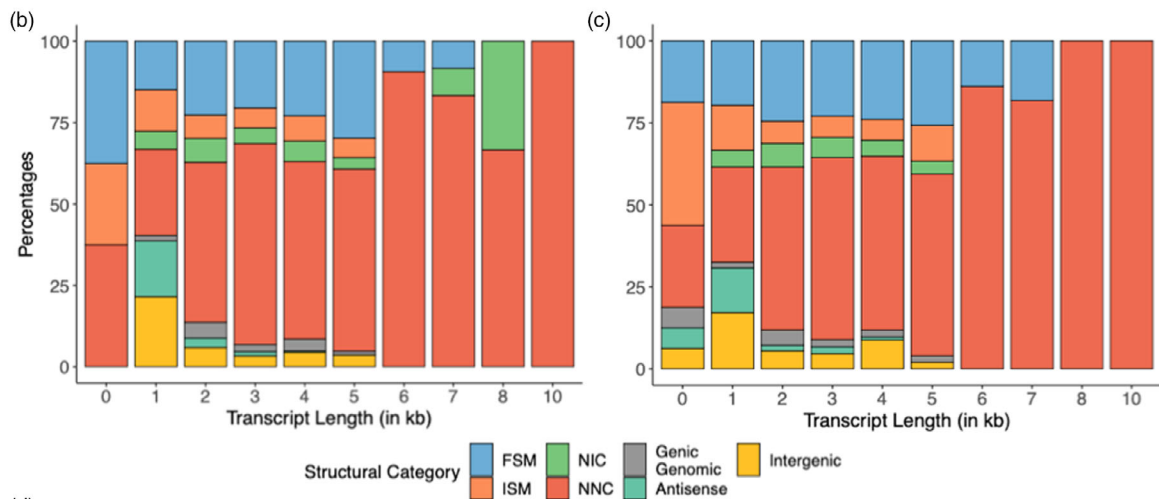 (b)
(c)
100
75
50
25
0
Percentages
0 1 2 3 4 5 6 7 8 10
Transcript Length (in kb)
100
75
50
25
0
0 1 2 3 4 5 6 7 8 10
Transcript Length (in kb)
Structural Category
FSM
ISM
NIC
NNC
Genic
Genomic
Antisense
Intergenic